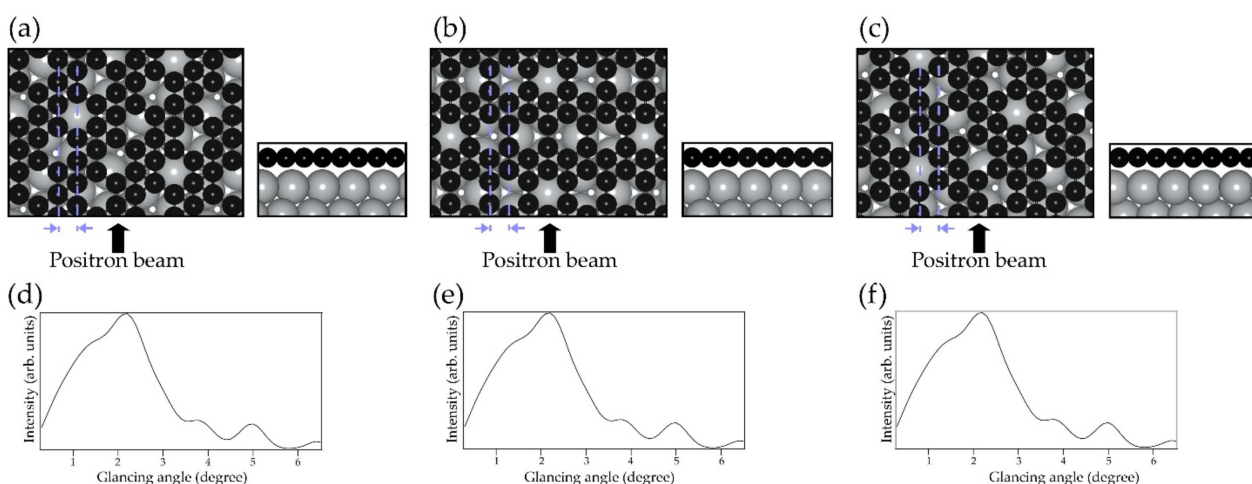 (a)
(b)
(c)
Positron beam
Positron beam
Positron beam
(d)
(e)
(f)
Intensity (arb. units)
1 2 3 4 5 6
Glancing angle (degree)
Intensity (arb. units)
1 2 3 4 5 6
Glancing angle (degree)
Intensity (arb. units)
1 2 3 4 5 6
Glancing angle (degree)